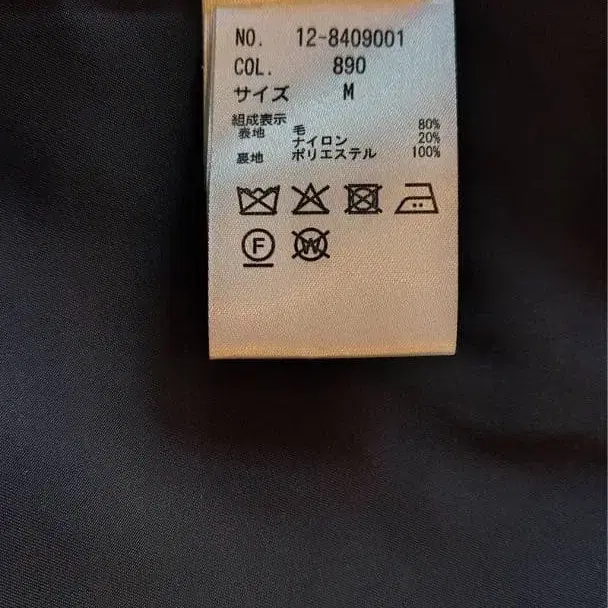 NO. 12-8409001
COL. 890
サイズ M
組成表示
表地 毛 80%
ナイロン 20%
裏地 ポリエステル 100%
F W